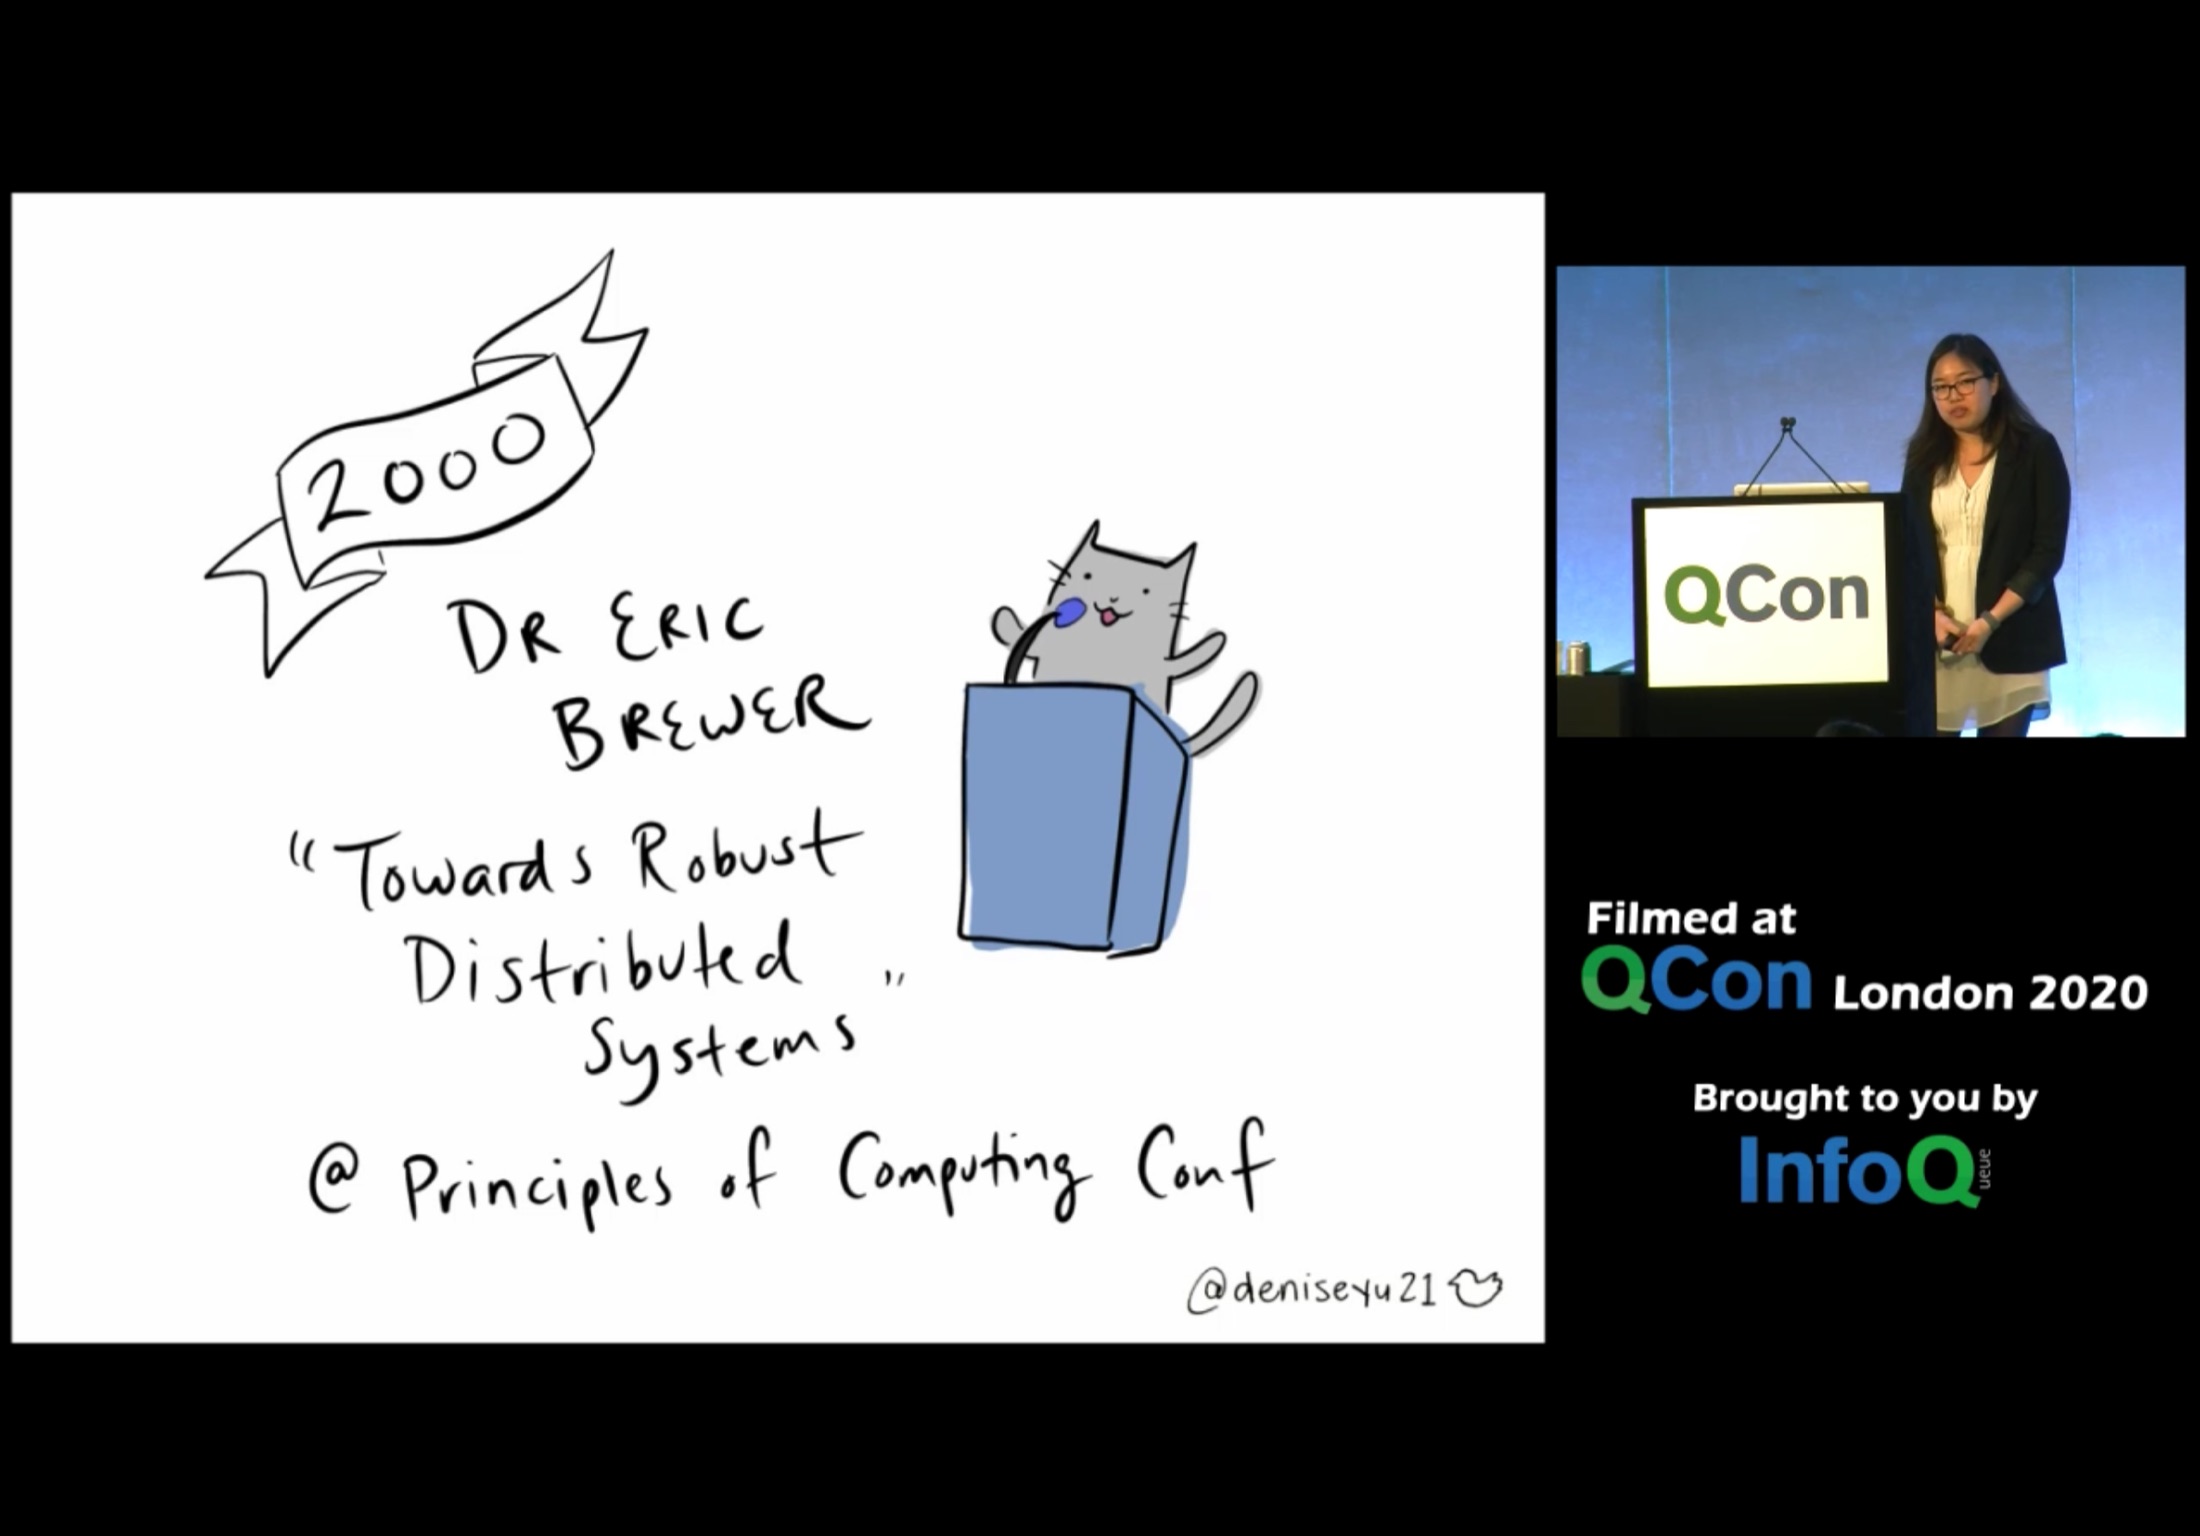 2000
DR ERIC
BREWER
"Towards Robust
Distributed
Systems"
@ Principles of Computing Conf
@deniseyu21
QCon
Filmed at
QCon London 2020
Brought to you by
InfoQ
ueue